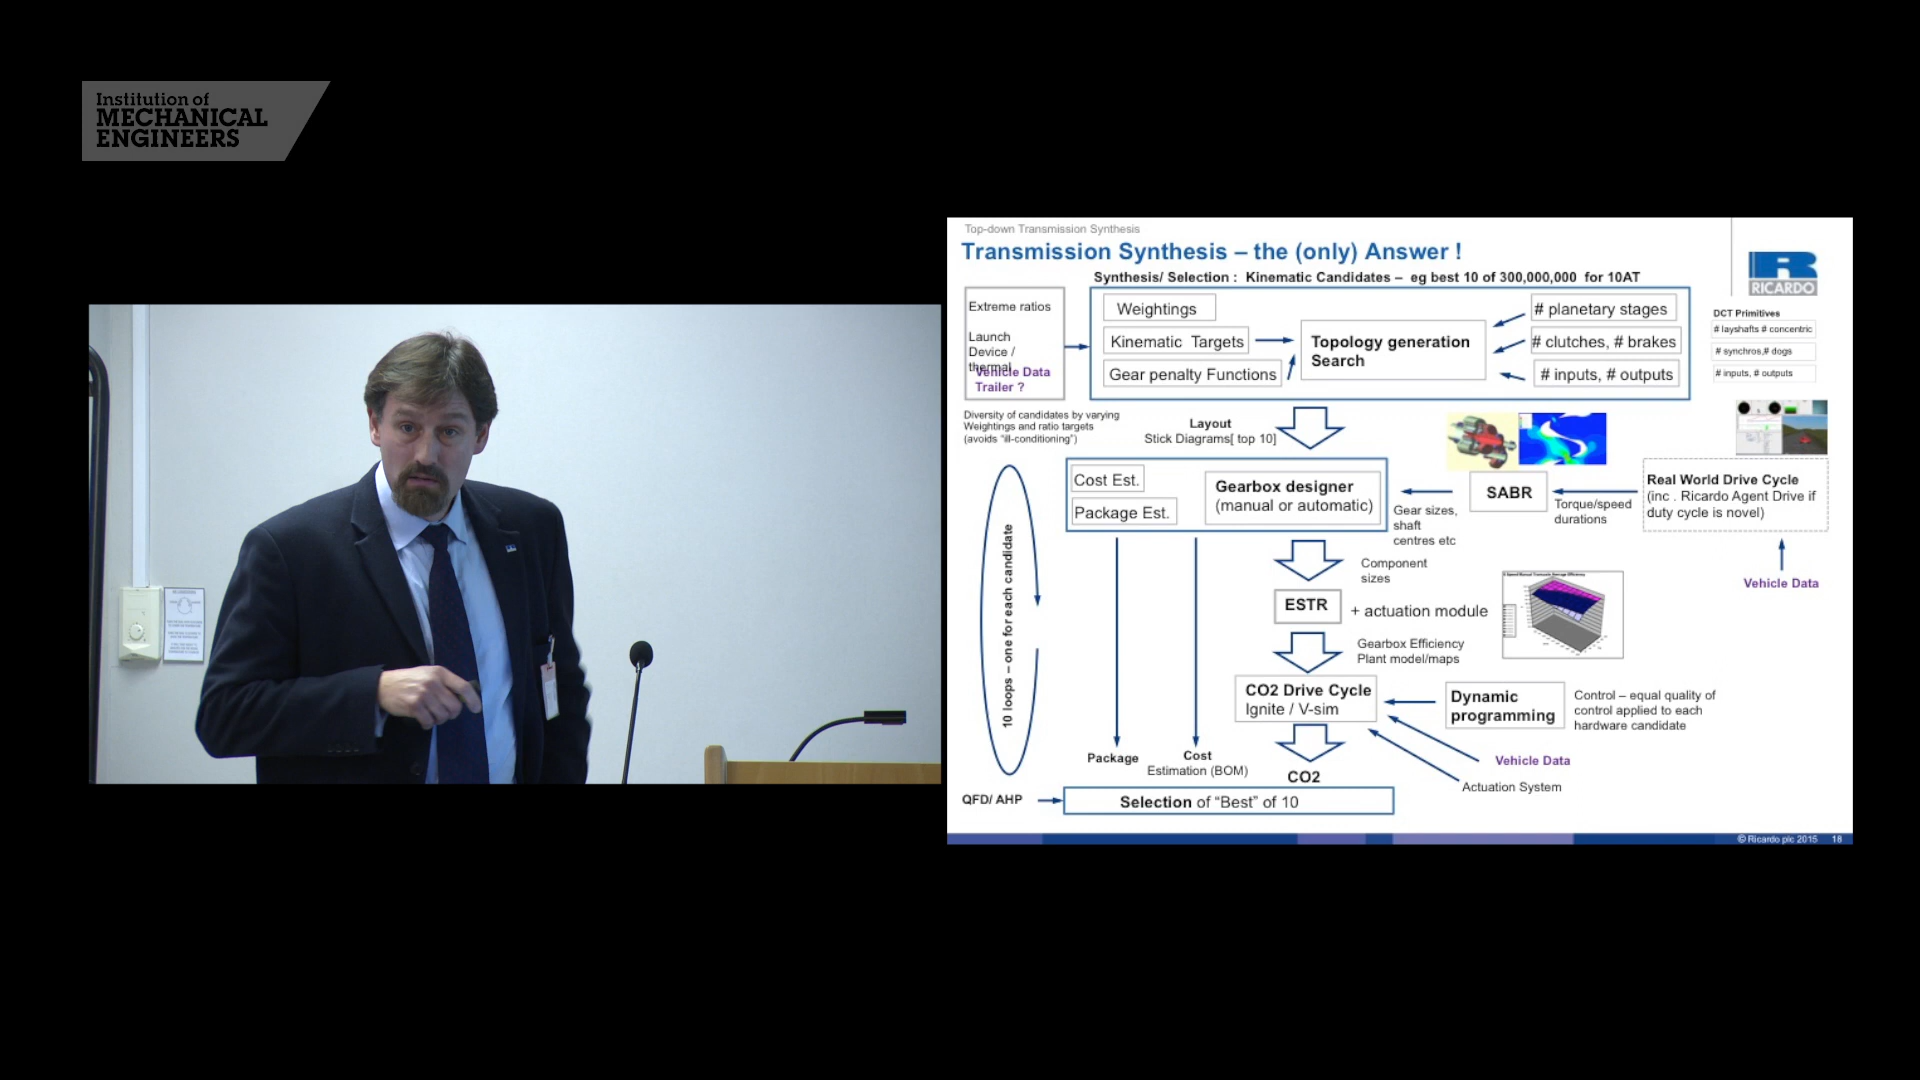 Institution of
MECHANICAL
ENGINEERS
Top-down Transmission Synthesis
Transmission Synthesis – the (only) Answer !
RICARDO
Synthesis/ Selection : Kinematic Candidates – eg best 10 of 300,000,000 for 10AT
Extreme ratios
Launch
Device /
thermal
Vehicle Data
Trailer ?
Weightings
Kinematic Targets
Gear penalty Functions
Topology generation
Search
# planetary stages
# clutches, # brakes
# inputs, # outputs
DCT Primitives
# layshafts # concentric
# synchros,# dogs
# inputs, # outputs
Diversity of candidates by varying
Weightings and ratio targets
(avoids "ill-conditioning")
Layout
Stick Diagrams[ top 10]
10 loops – one for each candidate
Cost Est.
Package Est.
Gearbox designer
(manual or automatic)
Gear sizes,
shaft
centres etc
SABR
Torque/speed
durations
Real World Drive Cycle
(inc . Ricardo Agent Drive if
duty cycle is novel)
Vehicle Data
Component
sizes
ESTR
+ actuation module
Gearbox Efficiency
Plant model/maps
CO2 Drive Cycle
Ignite / V-sim
Dynamic
programming
Control – equal quality of
control applied to each
hardware candidate
Vehicle Data
Actuation System
Package
Cost
Estimation (BOM)
CO2
QFD/ AHP
Selection of “Best” of 10
© Ricardo plc 2015 18